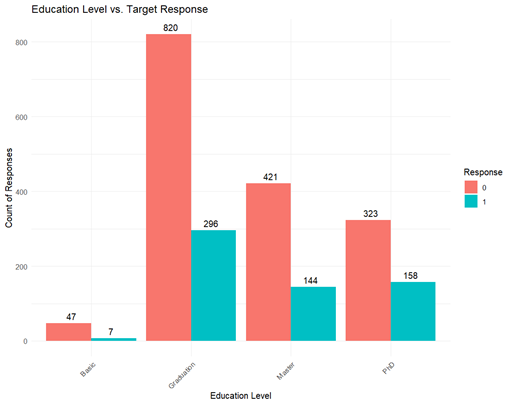 Education Level vs. Target Response
Count of Responses
800
600
400
200
0
47
7
820
296
421
144
323
158
Basic
Graduation
Master
PhD
Education Level
Response
0
1